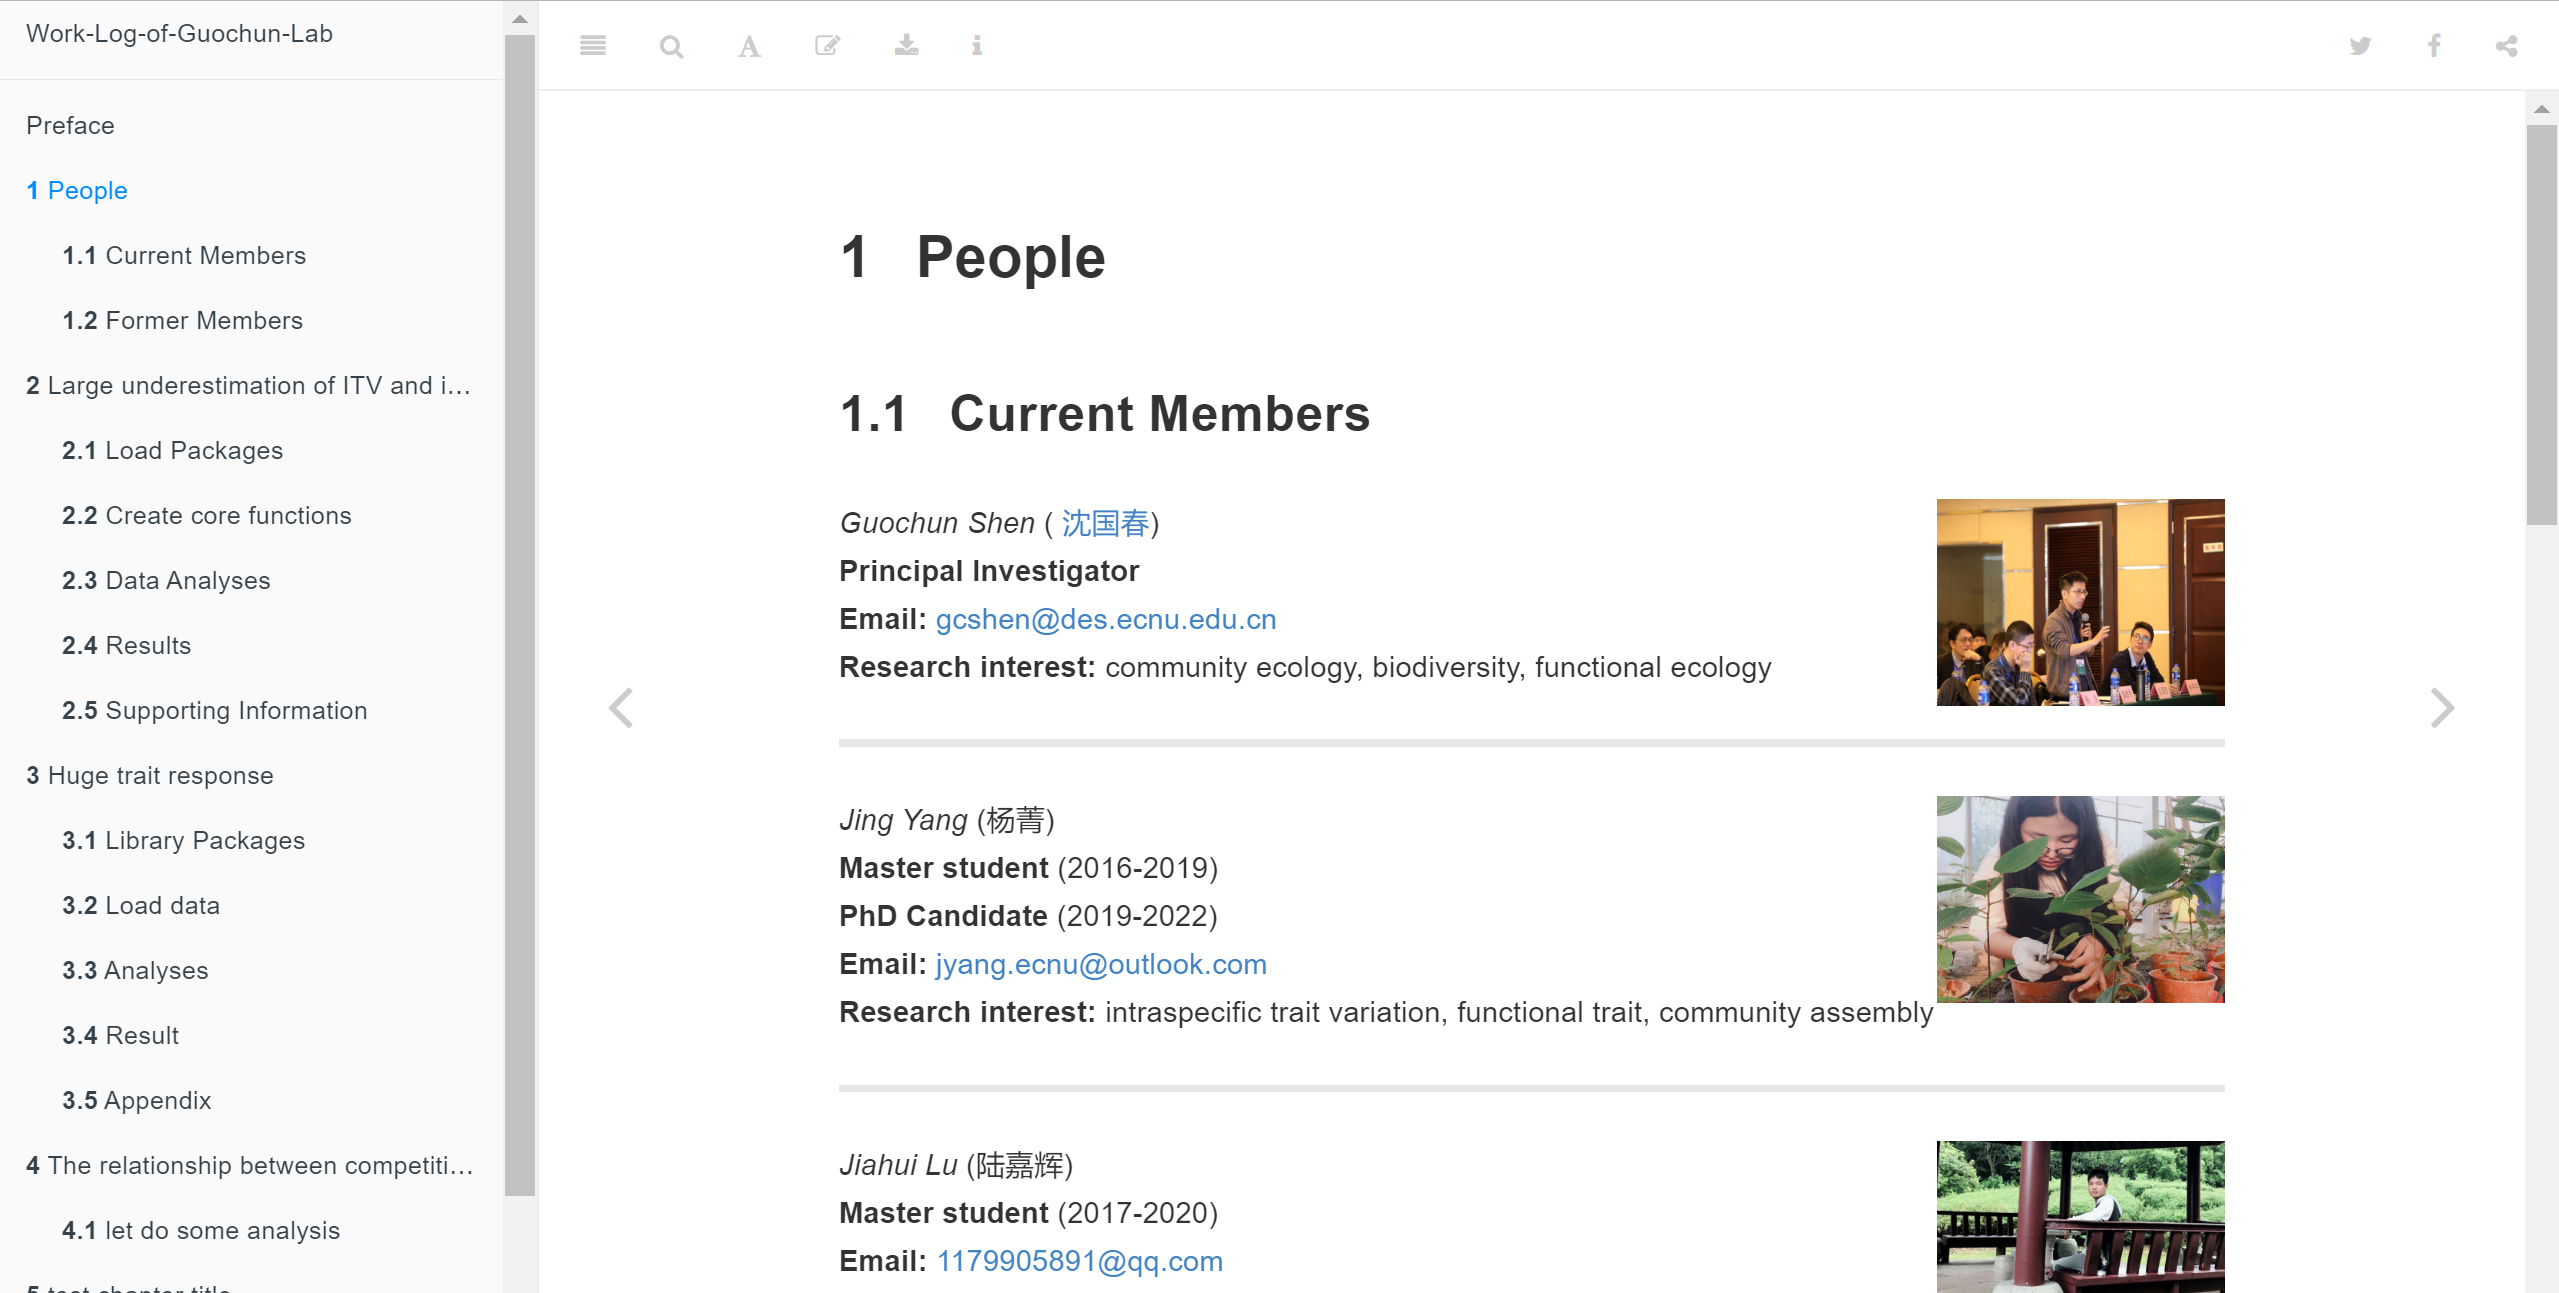 Work-Log-of-Guochun-Lab
Preface
1 People
1.1 Current Members
1.2 Former Members
2 Large underestimation of ITV and i...
2.1 Load Packages
2.2 Create core functions
2.3 Data Analyses
2.4 Results
2.5 Supporting Information
3 Huge trait response
3.1 Library Packages
3.2 Load data
3.3 Analyses
3.4 Result
3.5 Appendix
4 The relationship between competiti...
4.1 let do some analysis
5 test chapter title
1 People
1.1 Current Members
Guochun Shen ( 沈国春)
Principal Investigator
Email: gcshen@des.ecnu.edu.cn
Research interest: community ecology, biodiversity, functional ecology
Jing Yang (杨菁)
Master student (2016-2019)
PhD Candidate (2019-2022)
Email: jyang.ecnu@outlook.com
Research interest: intraspecific trait variation, functional trait, community assembly
Jiahui Lu (陆嘉辉)
Master student (2017-2020)
Email: 1179905891@qq.com